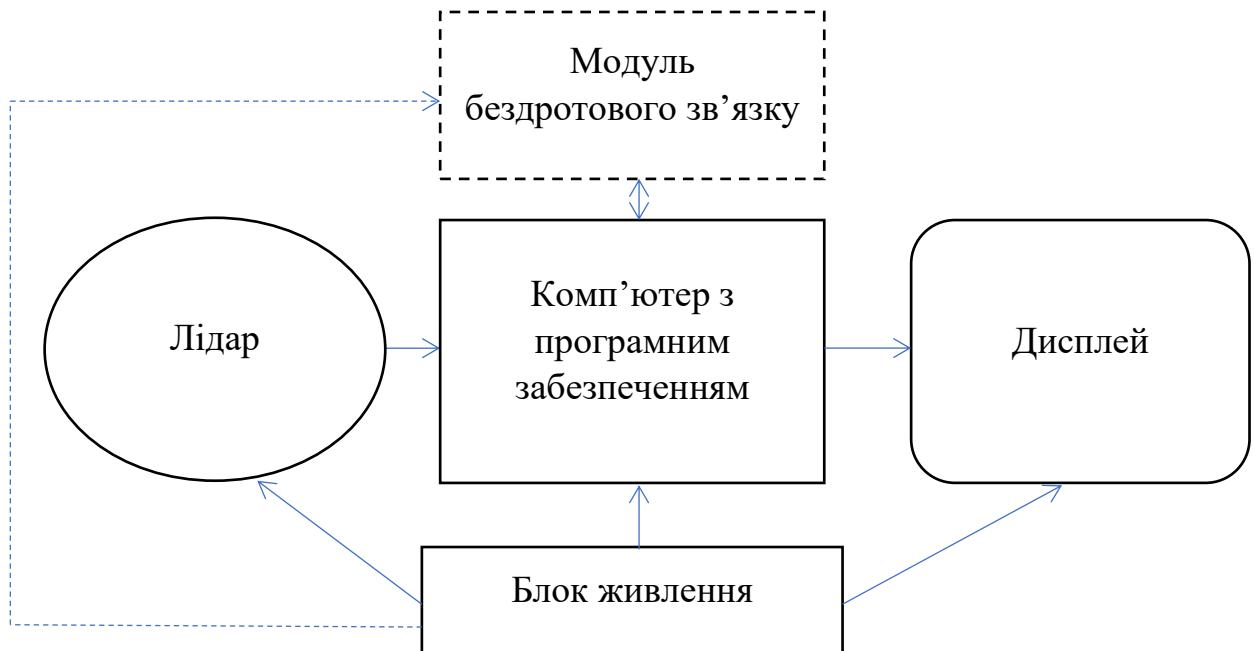 Модуль
бездротового зв’язку
Лідар
Комп’ютер з
програмним
забезпеченням
Дисплей
Блок живлення